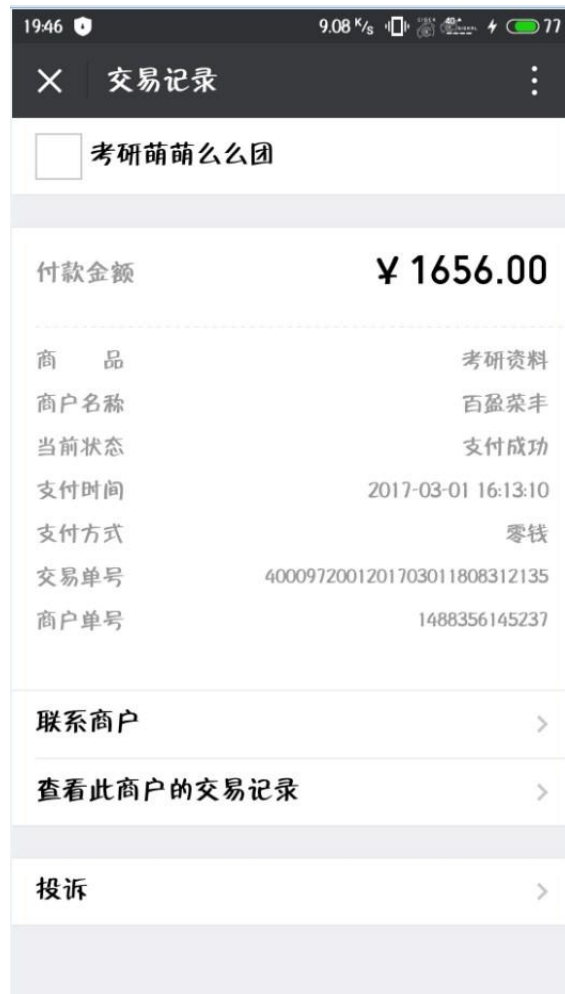 19:46 9.08 K/s 77
交易记录
考研萌萌么么团
付款金额 ¥ 1656.00
商 品 考研资料
商户名称 百盈荣丰
当前状态 支付成功
支付时间 2017-03-01 16:13:10
支付方式 零钱
交易单号 4000972001201703011808312135
商户单号 1488356145237
联系商户
查看此商户的交易记录
投诉